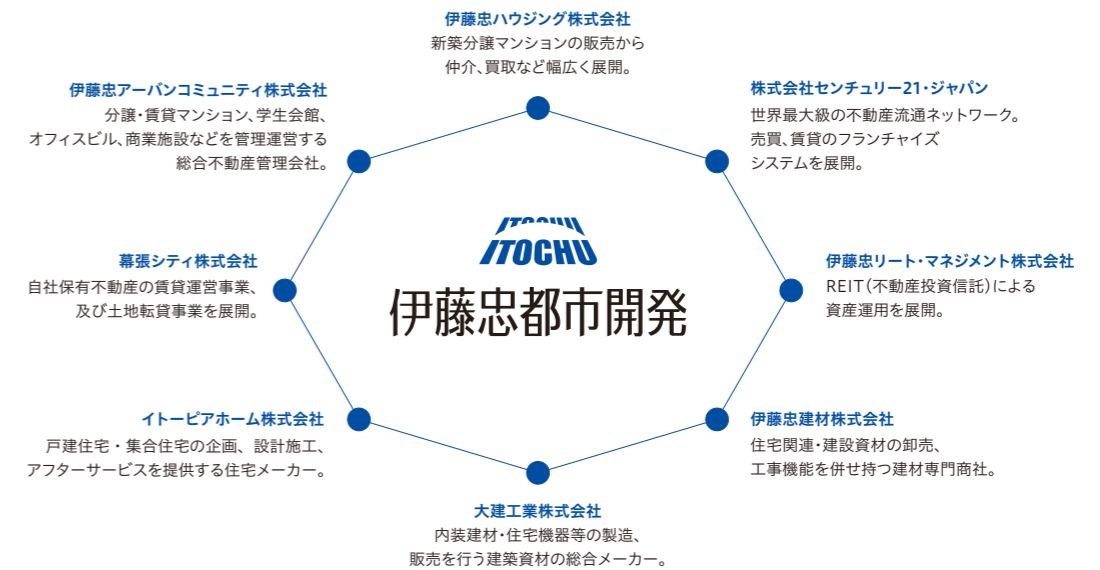 伊藤忠ハウジング株式会社
新築分譲マンションの販売から
仲介、買取など幅広く展開。
伊藤忠アーバンコミュニティ株式会社
分譲・賃貸マンション、学生会館、
オフィスビル、商業施設などを管理運営する
総合不動産管理会社。
株式会社センチュリー21・ジャパン
世界最大級の不動産流通ネットワーク。
売買、賃貸のフランチャイズ
システムを展開。
ITOCHU
ITOCHU
伊藤忠都市開発
幕張シティ株式会社
自社保有不動産の賃貸運営事業、
及び土地転貸事業を展開。
伊藤忠リート・マネジメント株式会社
REIT(不動産投資信託)による
資産運用を展開。
イトーピアホーム株式会社
戸建住宅・集合住宅の企画、設計施工、
アフターサービスを提供する住宅メーカー。
伊藤忠建材株式会社
住宅関連・建設資材の卸売、
工事機能を併せ持つ建材専門商社。
大建工業株式会社
内装建材・住宅機器等の製造、
販売を行う建築資材の総合メーカー。